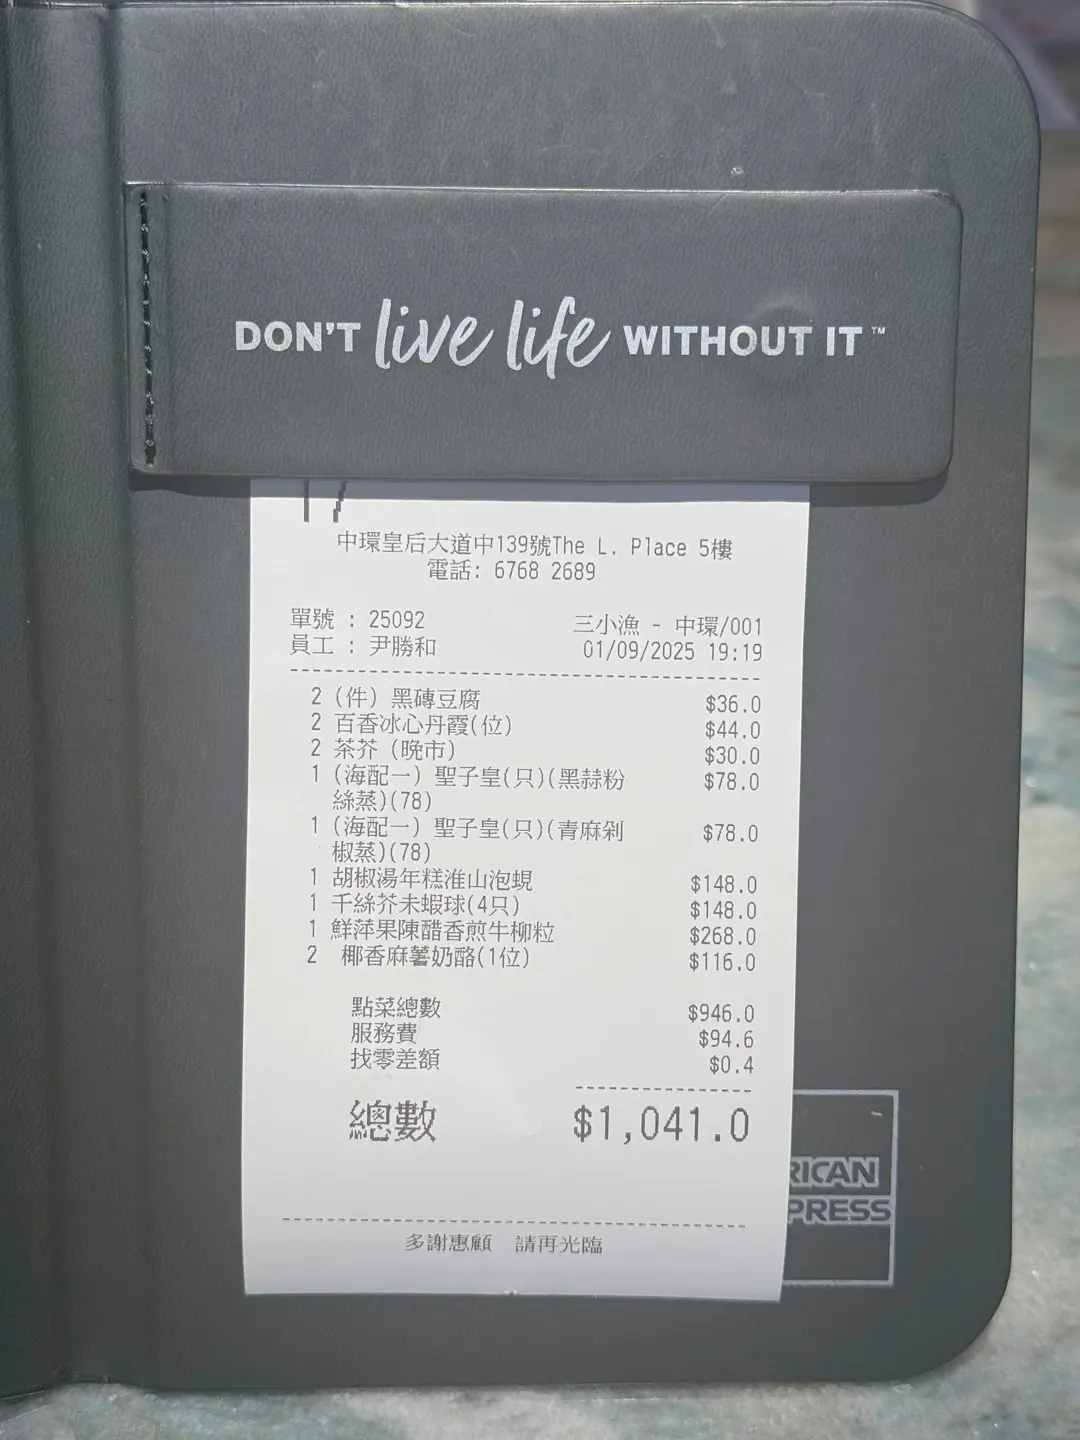 DON'T live life WITHOUT IT™
中環皇后大道中139號The L. Place 5樓
電話: 6768 2689
單號 : 25092 三小漁 - 中環/001
員工 : 尹勝和 01/09/2025 19:19
2 (件) 黑磚豆腐 $36.0
2 百香冰心丹霞(位) $44.0
2 茶芥 (晚市) $30.0
1 (海配一) 聖子皇(只)(黑蒜粉 $78.0
絲蒸)(78)
1 (海配一) 聖子皇(只)(青麻剁 $78.0
椒蒸)(78)
1 胡椒湯年糕淮山泡蜆 $148.0
1 千絲芥末蝦球(4只) $148.0
1 鮮萍果陳醋香煎牛柳粒 $268.0
2 椰香麻薯奶酪(1位) $116.0
點菜總數 $946.0
服務費 $94.6
找零差額 $0.4
總數 $1,041.0
多謝惠顧 請再光臨
RICAN
PRESS